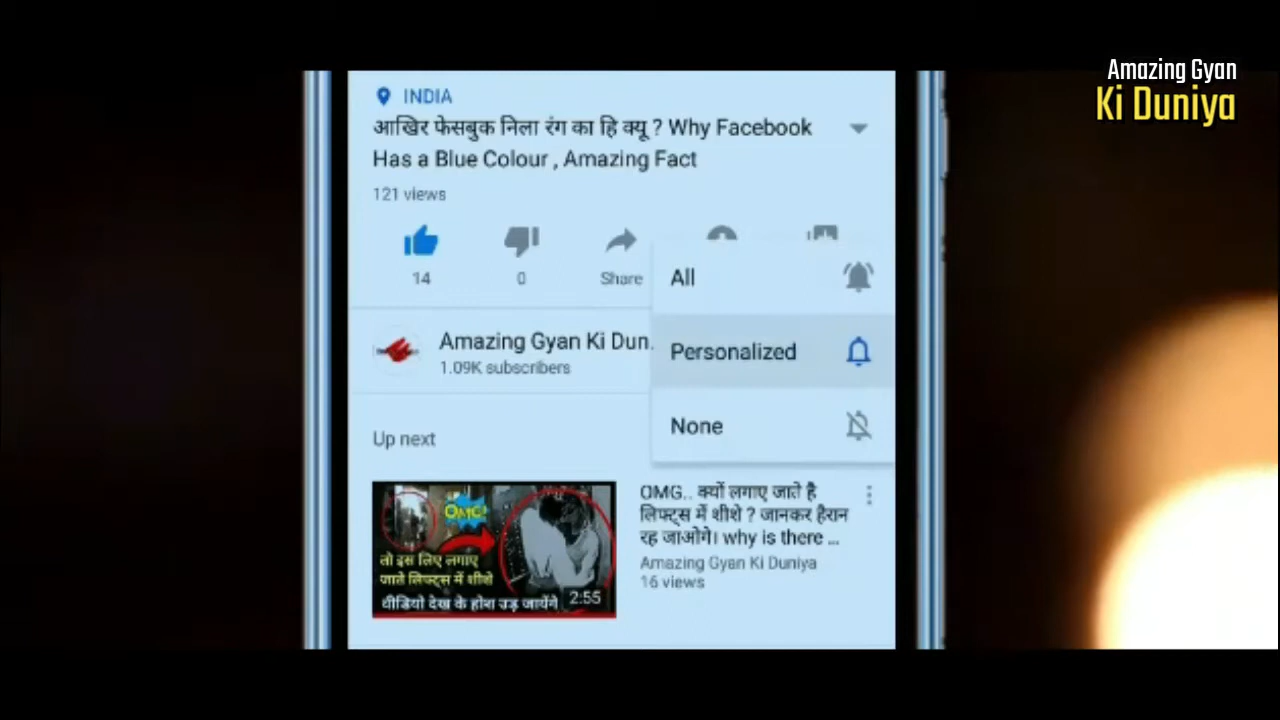 Amazing Gyan
Ki Duniya
INDIA
आखिर फेसबुक निला रंग का हि क्यू ? Why Facebook
Has a Blue Colour , Amazing Fact
121 views
14
0
Share
All
Personalized
None
Amazing Gyan Ki Dun.
1.09K subscribers
Up next
OMG!
तो इस लिए लगाए
जाते लिफ्ट्स में शीशे
वीडियो देख के होश उड़ जायेंगे
2:55
OMG.. क्यों लगाए जाते है
लिफ्ट्स में शीशे ? जानकर हैरान
रह जाओगे। why is there ...
Amazing Gyan Ki Duniya
16 views